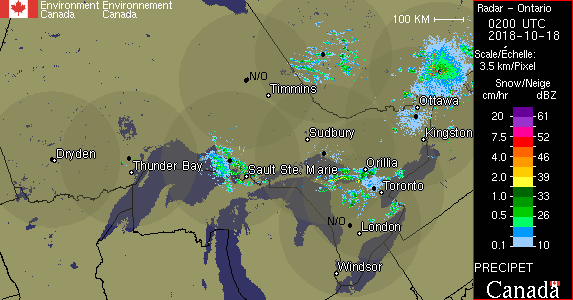 Environment Environnement
Canada Canada
100 KM
Radar - Ontario
0200 UTC
2018-10-18
Scale/Échelle:
3.5 km/Pixel
Snow/Neige
cm/hr dBZ
20 61
7.5 52
4.0 46
2.0 39
1.0 33
0.5 26
0.1 10
PRECIPET
Canada
N/O
Timmins
Ottawa
Sudbury
Kingston
Dryden
Thunder Bay
Sault Ste. Marie
Orillia
Toronto
N/O
London
Windsor